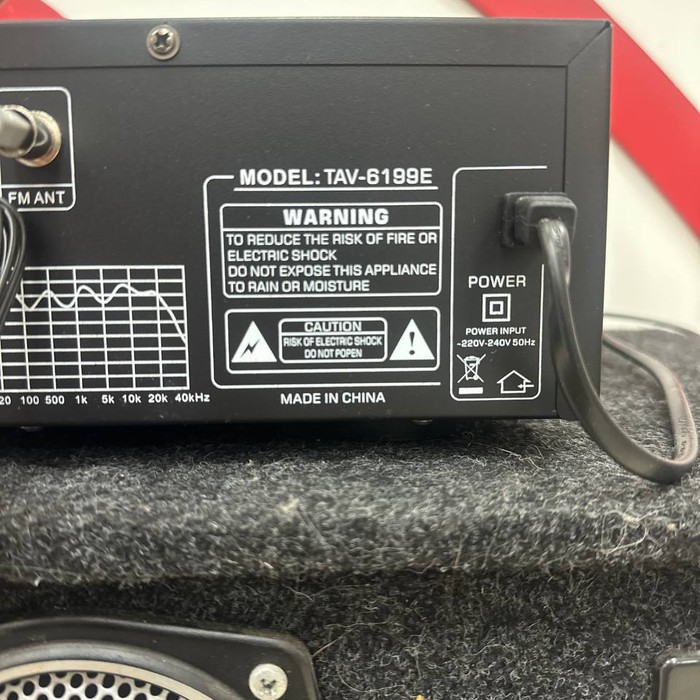 FM ANT
20 100 500 1k 5k 10k 20k 40kHz
MODEL: TAV-6199E
WARNING
TO REDUCE THE RISK OF FIRE OR
ELECTRIC SHOCK
DO NOT EXPOSE THIS APPLIANCE
TO RAIN OR MOISTURE
CAUTION
RISK OF ELECTRIC SHOCK
DO NOT POPEN
MADE IN CHINA
POWER
POWER INPUT
~220V-240V 50Hz